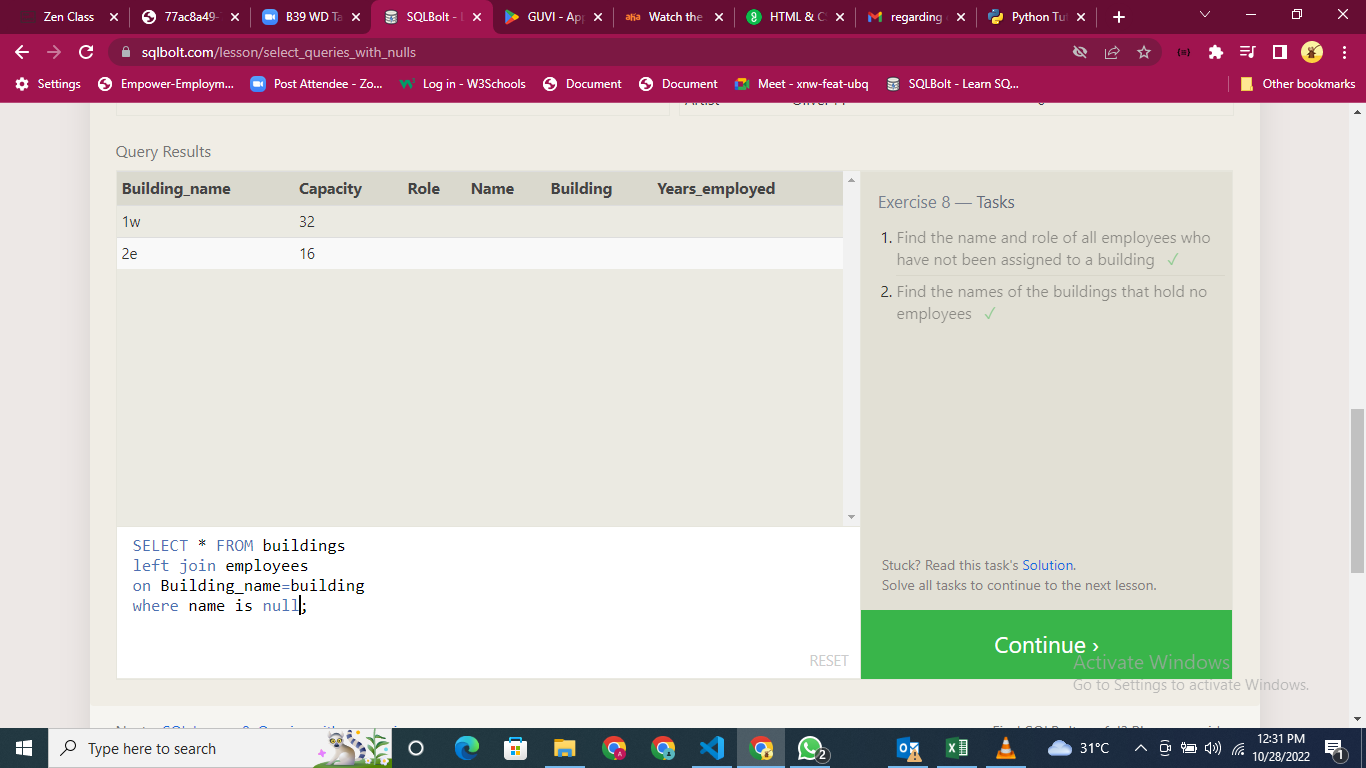 Zen Class
77ac8a49-
B39 WD Ta
SQLBolt - L
GUVI - App
Watch the
HTML & C
regarding
Python Tut
sqlbolt.com/lesson/select_queries_with_nulls
Settings
Empower-Employm...
Post Attendee - Zo...
Log in - W3Schools
Document
Document
Meet - xnw-feat-ubq
SQLBolt - Learn SQ...
Other bookmarks
Query Results
Building_name Capacity Role Name Building Years_employed
1w 32
2e 16
Exercise 8 — Tasks
1. Find the name and role of all employees who
have not been assigned to a building ✓
2. Find the names of the buildings that hold no
employees ✓
SELECT * FROM buildings
left join employees
on Building_name=building
where name is null;
RESET
Stuck? Read this task's Solution.
Solve all tasks to continue to the next lesson.
Continue ›
Activate Windows
Go to Settings to activate Windows.
Type here to search
2
31°C
12:31 PM
10/28/2022
1